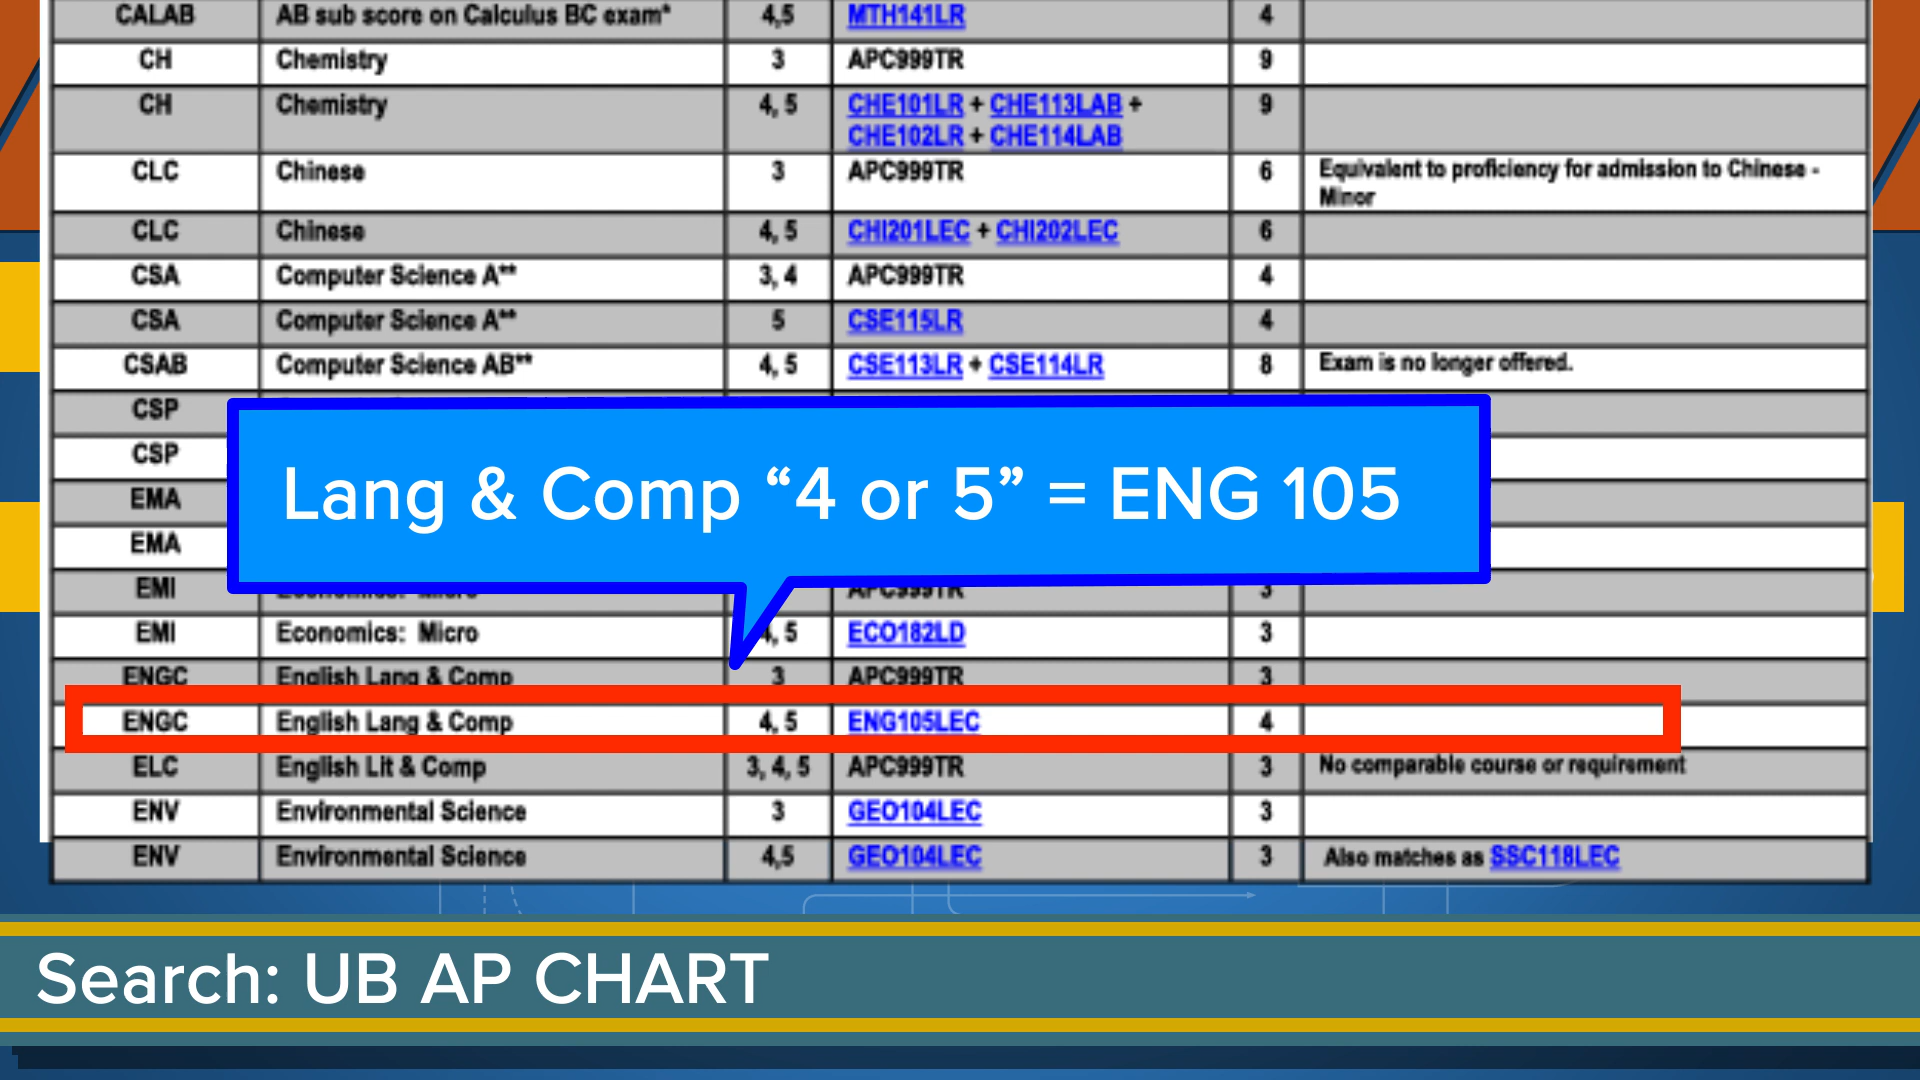 CALAB AB sub score on Calculus BC exam* 4,5 MTH141LR 4
CH Chemistry 3 APC999TR 9
CH Chemistry 4, 5 CHE101LR + CHE113LAB + 9
CHE102LR + CHE114LAB
CLC Chinese 3 APC999TR 6 Equivalent to proficiency for admission to Chinese -
Minor
CLC Chinese 4, 5 CHI201LEC + CHI202LEC 6
CSA Computer Science A** 3, 4 APC999TR 4
CSA Computer Science A** 5 CSE115LR 4
CSAB Computer Science AB** 4, 5 CSE113LR + CSE114LR 8 Exam is no longer offered.
CSP
CSP
Lang & Comp “4 or 5” = ENG 105
EMA
EMA
EMI Economics: Micro APC999TR 3
EMI Economics: Micro 4, 5 ECO182LD 3
ENGC English Lang & Comp 3 APC999TR 3
ENGC English Lang & Comp 4, 5 ENG105LEC 4
ELC English Lit & Comp 3, 4, 5 APC999TR 3 No comparable course or requirement
ENV Environmental Science 3 GEO104LEC 3
ENV Environmental Science 4,5 GEO104LEC 3 Also matches as SSC118LEC
Search: UB AP CHART